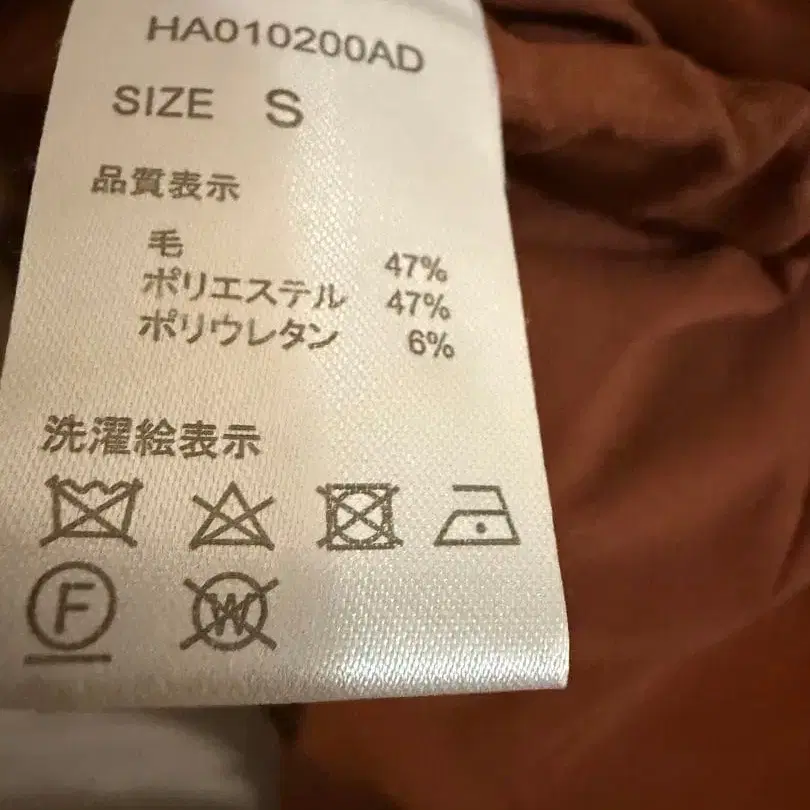 HA010200AD
SIZE S
品質表示
毛 47%
ポリエステル 47%
ポリウレタン 6%
洗濯絵表示
F
W